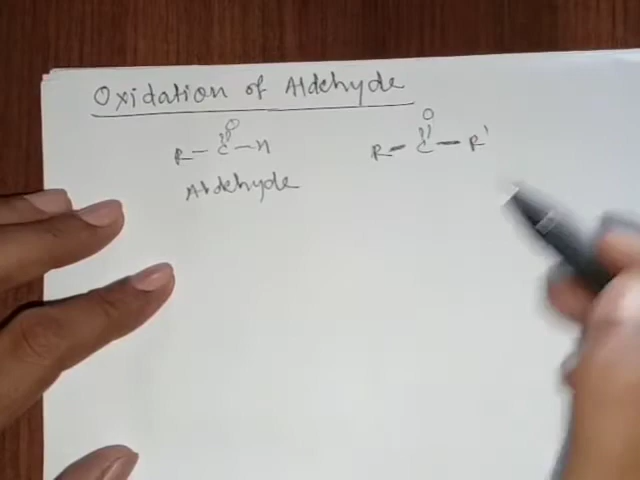 Oxidation of Aldehyde
O O
R — C — H R — C — R'
Aldehyde